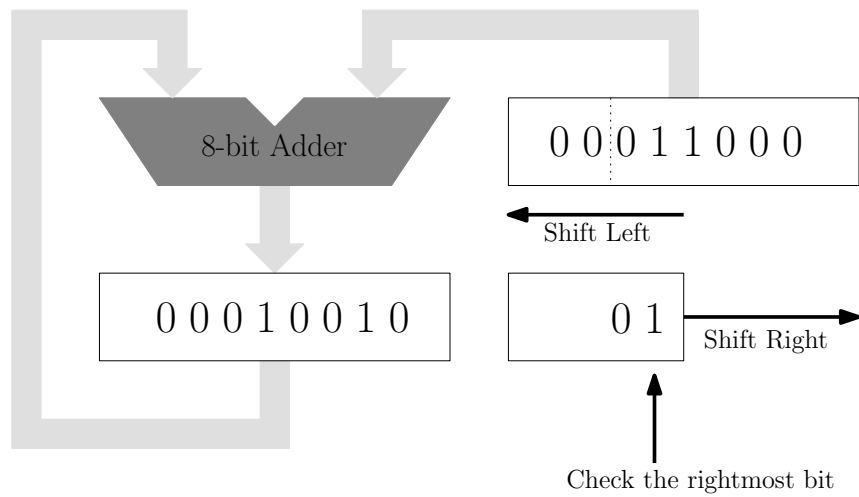 8-bit Adder
0 0 0 1 1 0 0 0
Shift Left
0 0 0 1 0 0 1 0
0 1
Shift Right
Check the rightmost bit